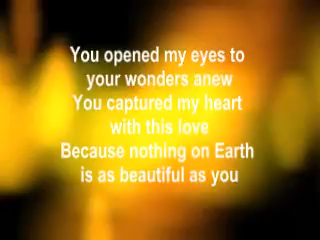 You opened my eyes to
your wonders anew
You captured my heart
with this love
Because nothing on Earth
is as beautiful as you